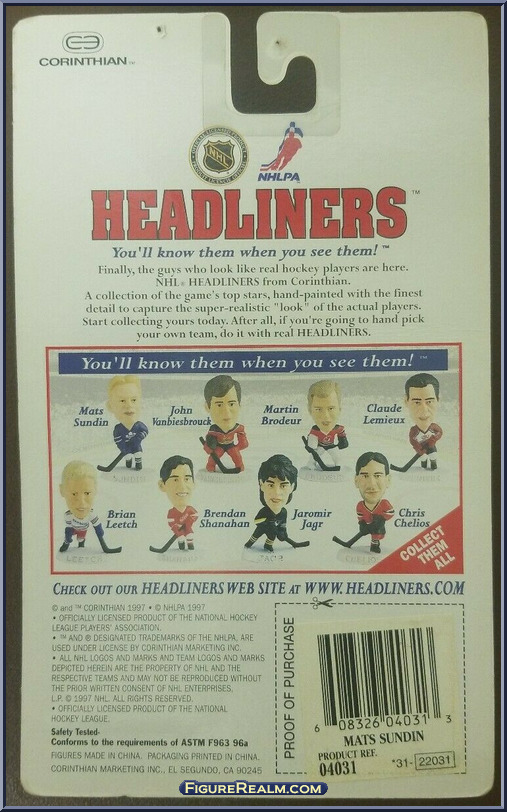 CORINTHIAN™
NHL
NHLPA
HEADLINERS™
You'll know them when you see them! ™
Finally, the guys who look like real hockey players are here.
NHL® HEADLINERS from Corinthian.
A collection of the game's top stars, hand-painted with the finest
detail to capture the super-realistic "look" of the actual players.
Start collecting yours today. After all, if you're going to hand pick
your own team, do it with real HEADLINERS.
You'll know them when you see them! ™
Mats
Sundin
John
Vanbiesbrouck
Martin
Brodeur
Claude
Lemieux
Brian
Leetch
Brendan
Shanahan
Jaromir
Jagr
Chris
Chelios
COLLECT
THEM
ALL
CHECK OUT OUR HEADLINERS WEB SITE AT WWW.HEADLINERS.COM
© and ™ CORINTHIAN 1997 • © NHLPA 1997
• OFFICIALLY LICENSED PRODUCT OF THE NATIONAL HOCKEY
LEAGUE PLAYERS' ASSOCIATION.
• ™ AND ® DESIGNATED TRADEMARKS OF THE NHLPA, ARE
USED UNDER LICENSE BY CORINTHIAN MARKETING INC.
• ALL NHL LOGOS AND MARKS AND TEAM LOGOS AND MARKS
DEPICTED HEREIN ARE THE PROPERTY OF NHL AND THE
RESPECTIVE TEAMS AND MAY NOT BE REPRODUCED WITHOUT
THE PRIOR WRITTEN CONSENT OF NHL ENTERPRISES,
L.P. © 1997 NHL. ALL RIGHTS RESERVED.
• OFFICIALLY LICENSED PRODUCT OF THE NATIONAL
HOCKEY LEAGUE.
Safety Tested-
Conforms to the requirements of ASTM F963 96a
FIGURES MADE IN CHINA. PACKAGING PRINTED IN CHINA.
CORINTHIAN MARKETING INC., EL SEGUNDO, CA 90245
PROOF OF PURCHASE
6 08326 04031 3
MATS SUNDIN
PRODUCT REF.
04031
*31- 22031
FIGUREREALM.COM